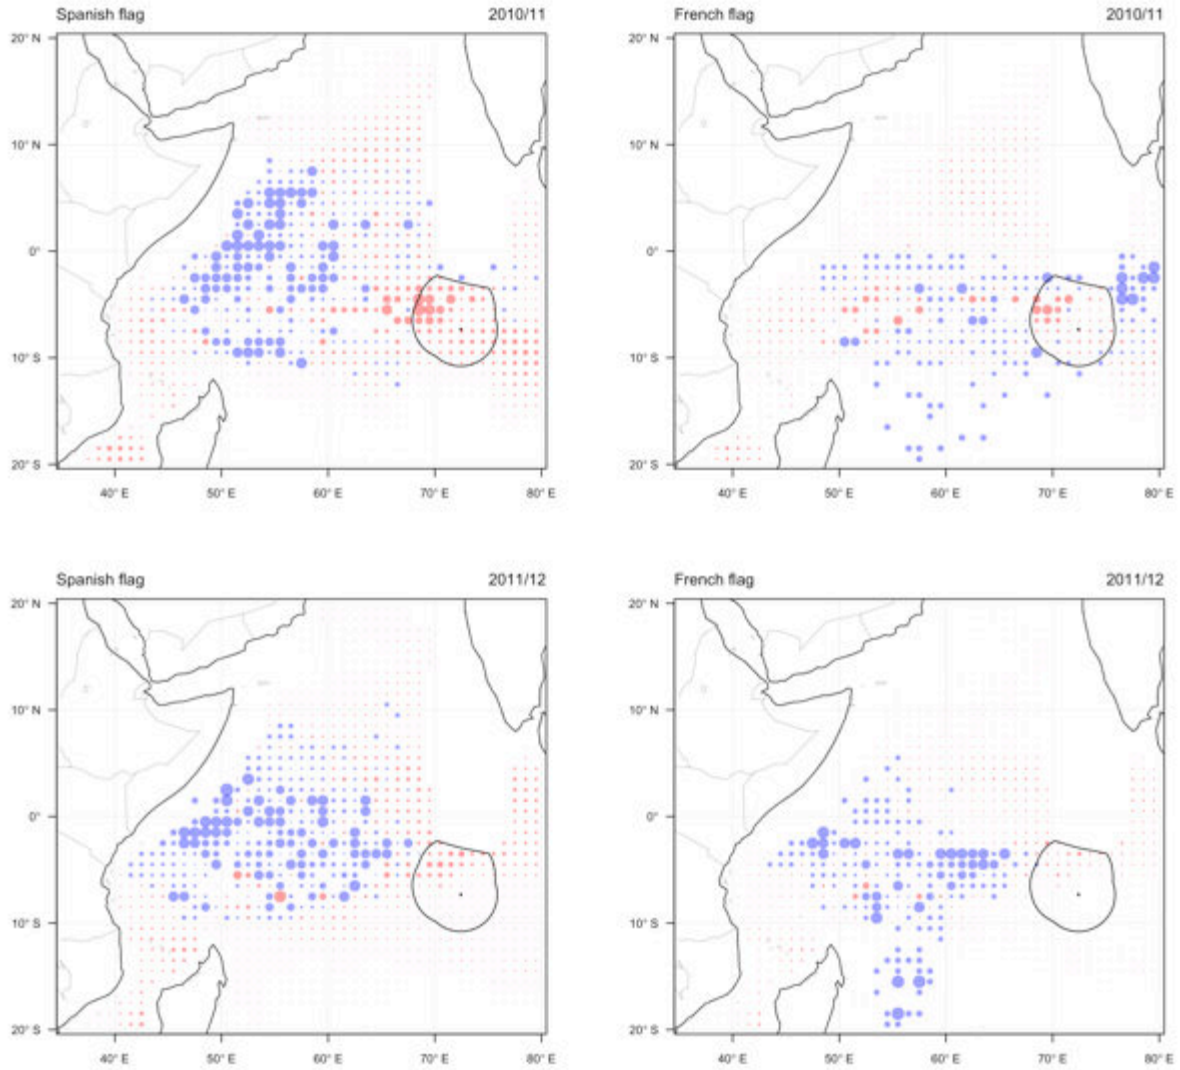 Spanish flag 2010/11
French flag 2010/11
20° N
10° N
0°
10° S
20° S
40° E 50° E 60° E 70° E 80° E
20° N
10° N
0°
10° S
20° S
40° E 50° E 60° E 70° E 80° E
Spanish flag 2011/12
French flag 2011/12
20° N
10° N
0°
10° S
20° S
40° E 50° E 60° E 70° E 80° E
20° N
10° N
0°
10° S
20° S
40° E 50° E 60° E 70° E 80° E